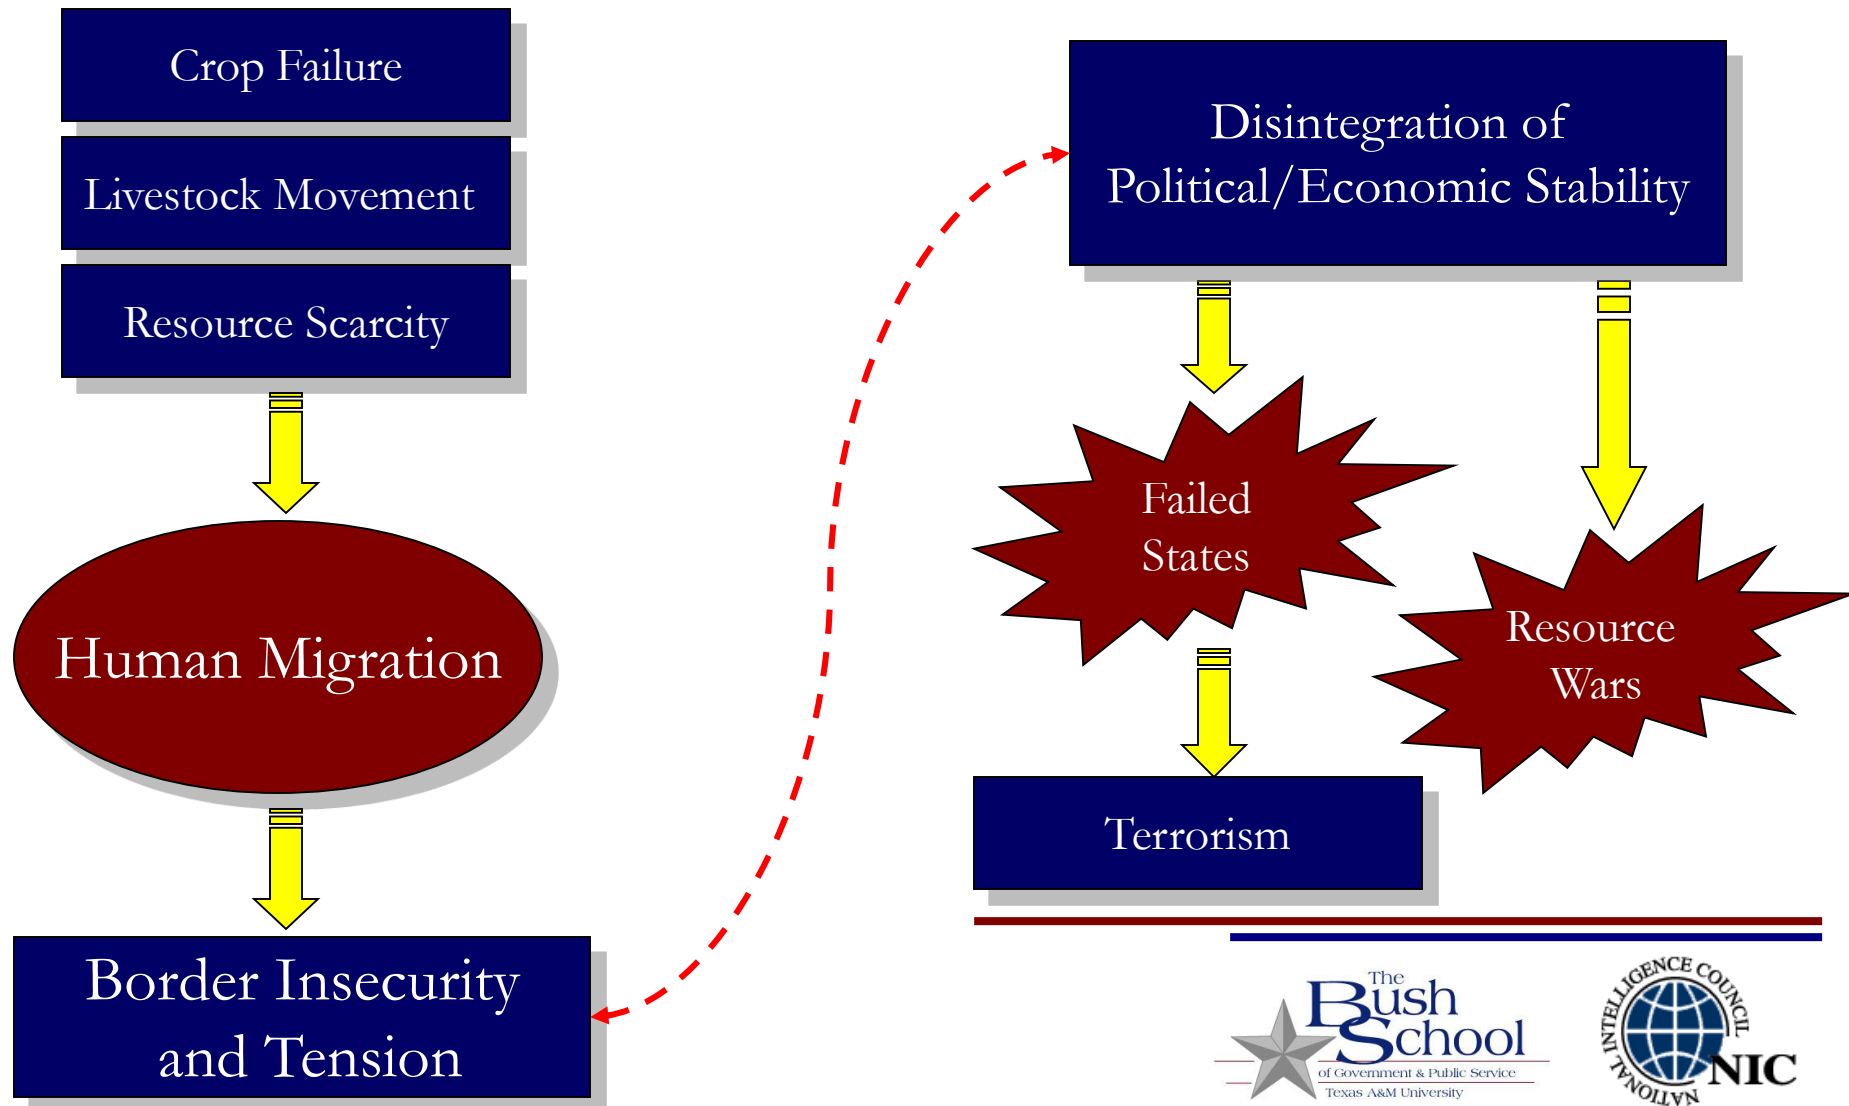 Crop Failure
Livestock Movement
Resource Scarcity
Human Migration
Border Insecurity
and Tension
Disintegration of
Political/Economic Stability
Failed
States
Resource
Wars
Terrorism
The
Bush
School
of Government & Public Service
Texas A&M University
NATIONAL INTELLIGENCE COUNCIL
NIC